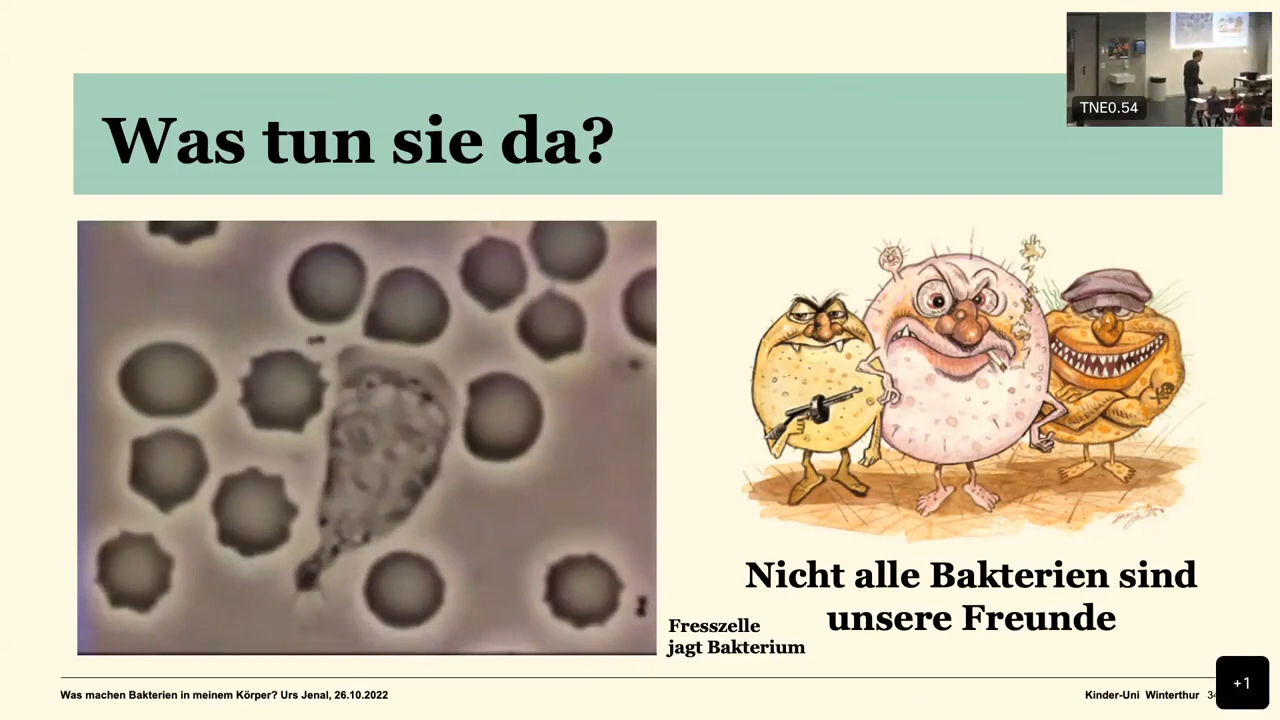 TNE0.54
Was tun sie da?
Nicht alle Bakterien sind
unsere Freunde
Fresszelle
jagt Bakterium
Was machen Bakterien in meinem Körper? Urs Jenal, 26.10.2022
Kinder-Uni Winterthur
+1